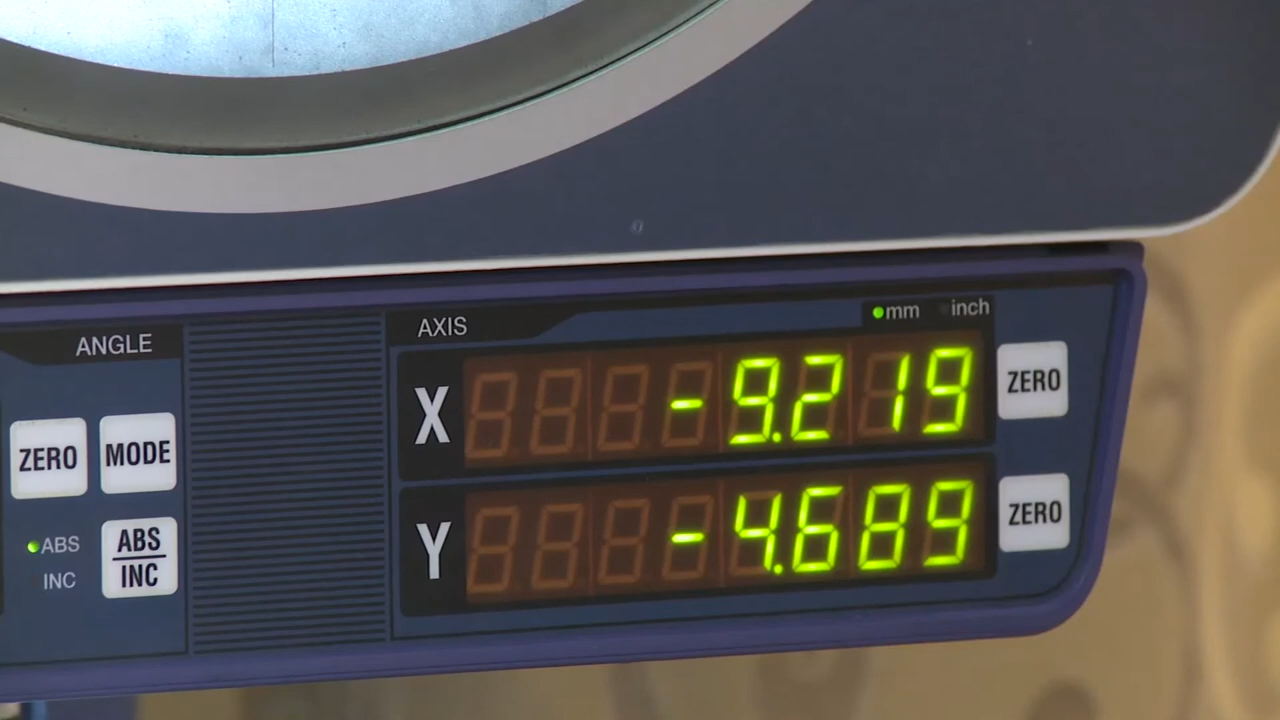 ANGLE
ZERO MODE
ABS
INC
ABS
INC
AXIS
mm inch
X -9.219 ZERO
Y -4.689 ZERO